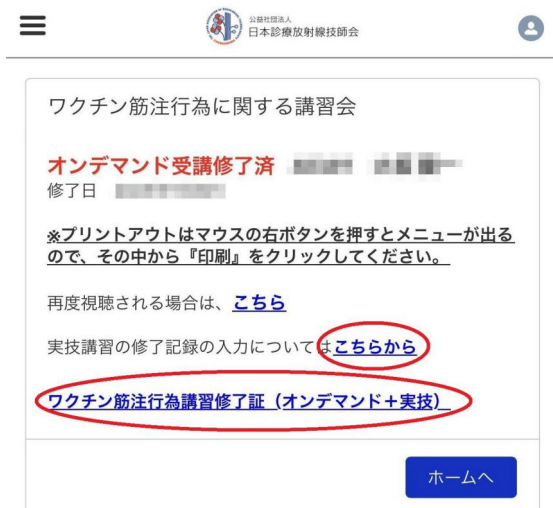 公益社団法人
日本診療放射線技師会
ワクチン筋注行為に関する講習会
オンデマンド受講修了済
修了日
※プリントアウトはマウスの右ボタンを押すとメニューが出る
ので、その中から『印刷』をクリックしてください。
再度視聴される場合は、こちら
実技講習の修了記録の入力についてはこちらから
ワクチン筋注行為講習修了証（オンデマンド＋実技）
ホームへ